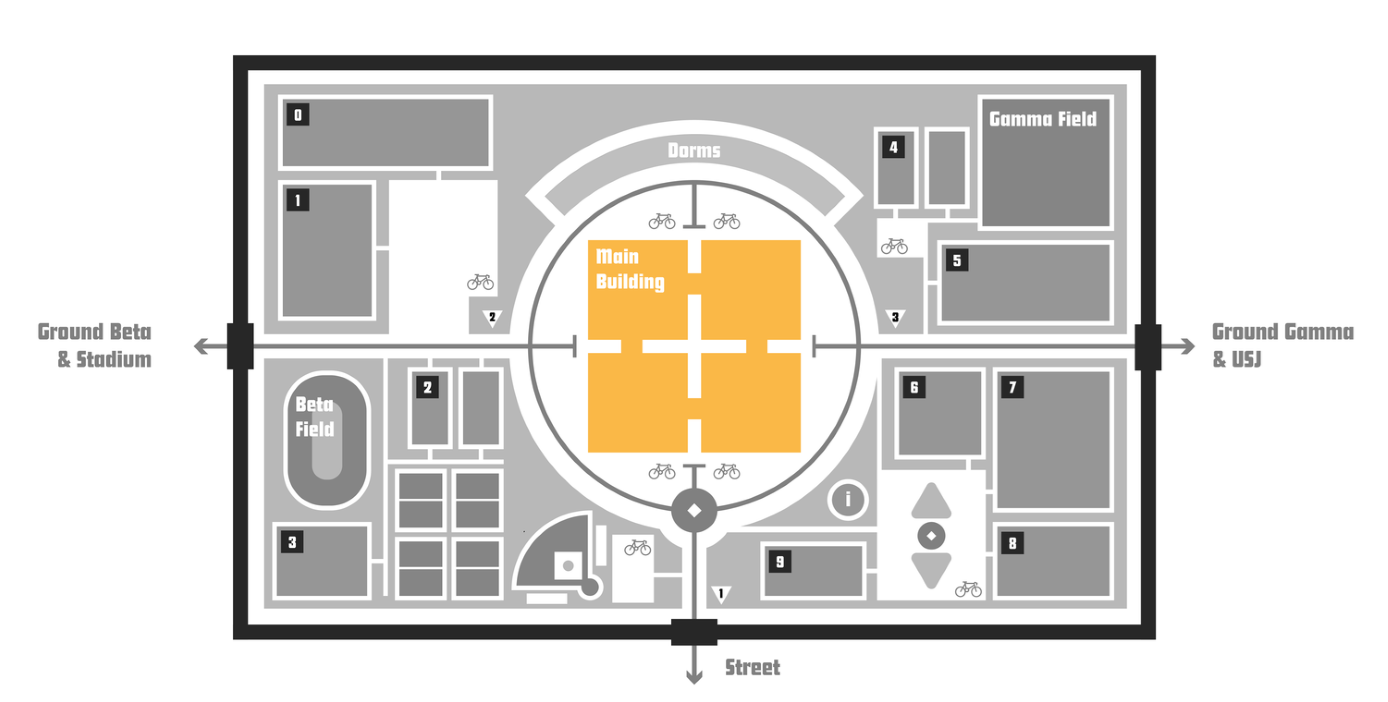 0
Dorms
Gamma Field
4
1
Main
Building
5
2
3
Ground Beta
& Stadium
Ground Gamma
& USJ
2
6
7
Beta
Field
i
3
8
9
1
Street